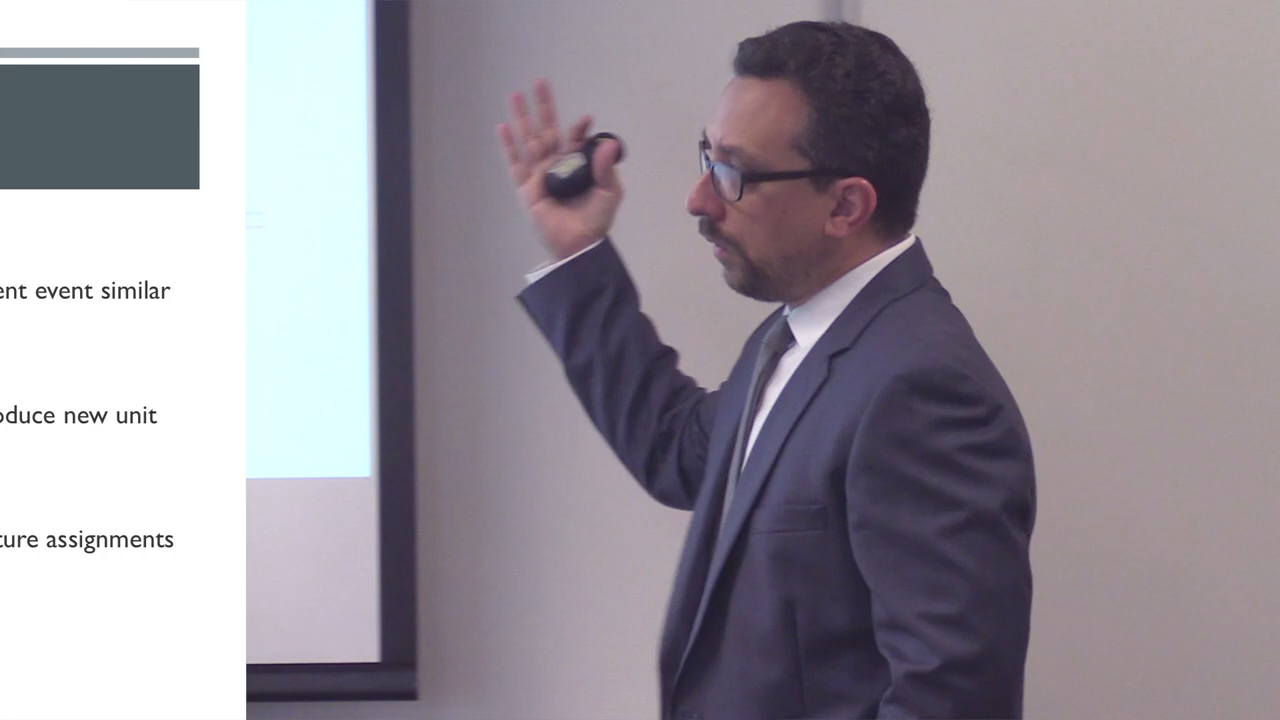 ent event similar
oduce new unit
ture assignments